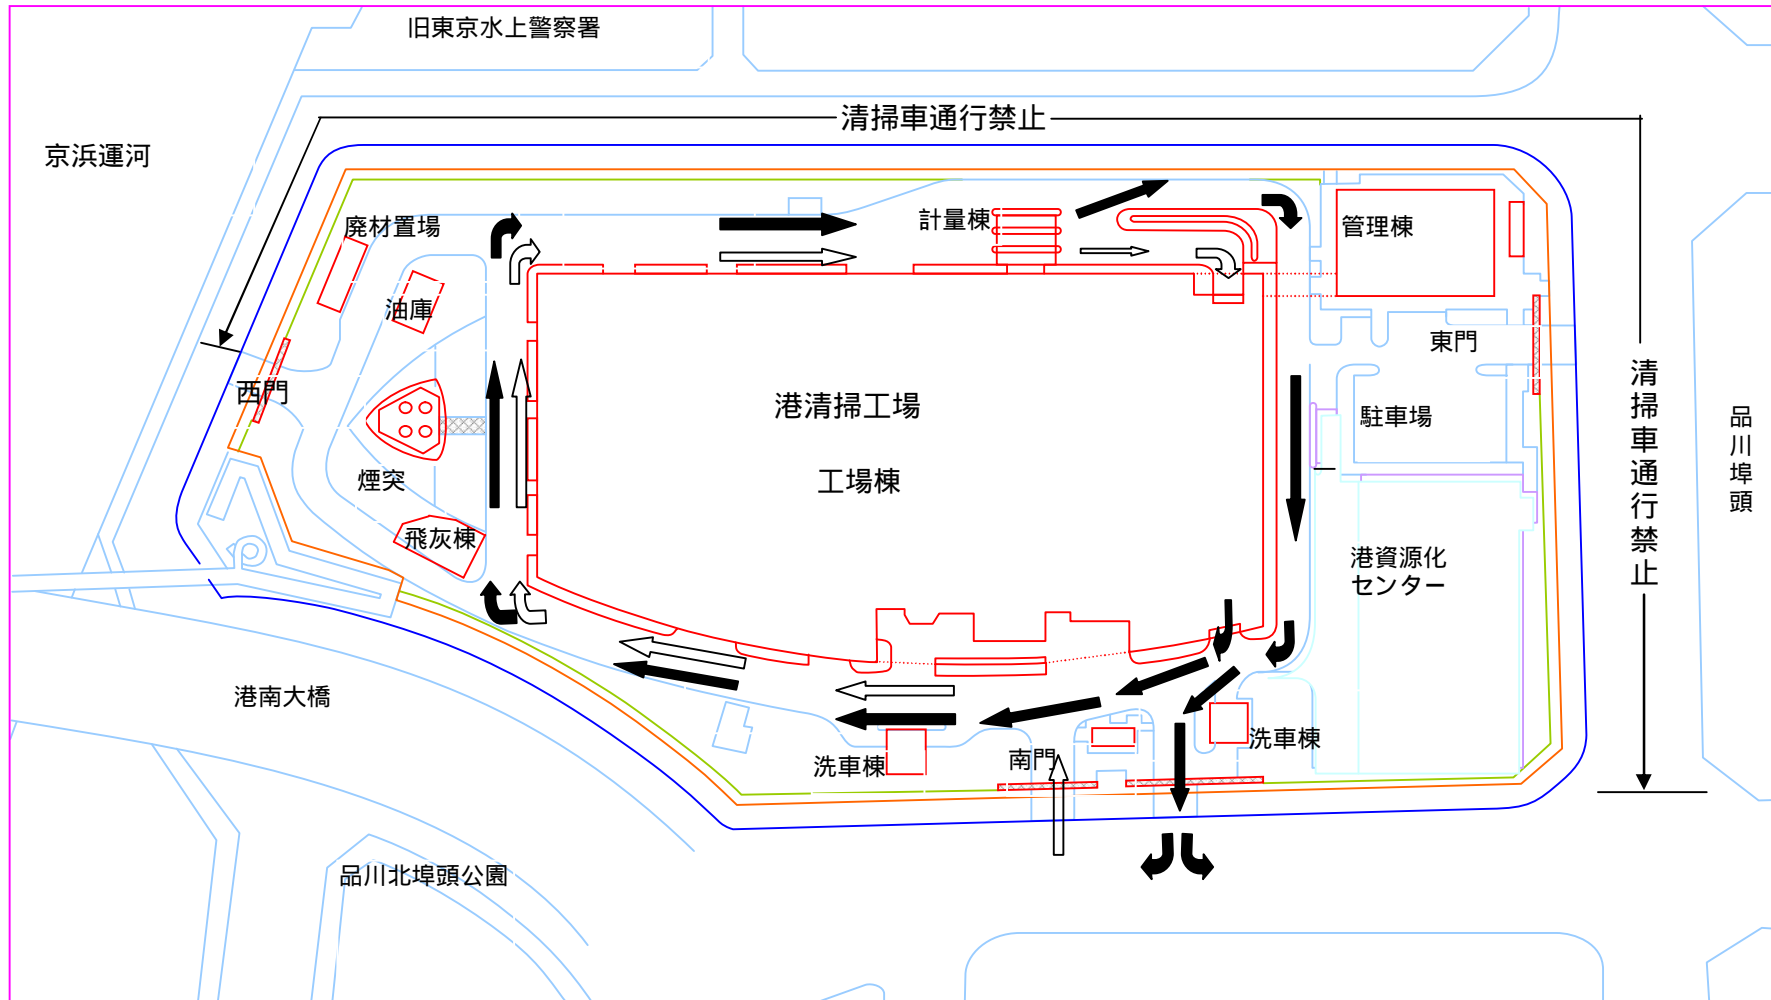 旧東京水上警察署
清掃車通行禁止
京浜運河
廃材置場
計量棟
管理棟
油庫
東門
西門
港清掃工場
工場棟
駐車場
清掃車通行禁止
品川埠頭
煙突
飛灰棟
港資源化
センター
港南大橋
洗車棟
南門
洗車棟
品川北埠頭公園